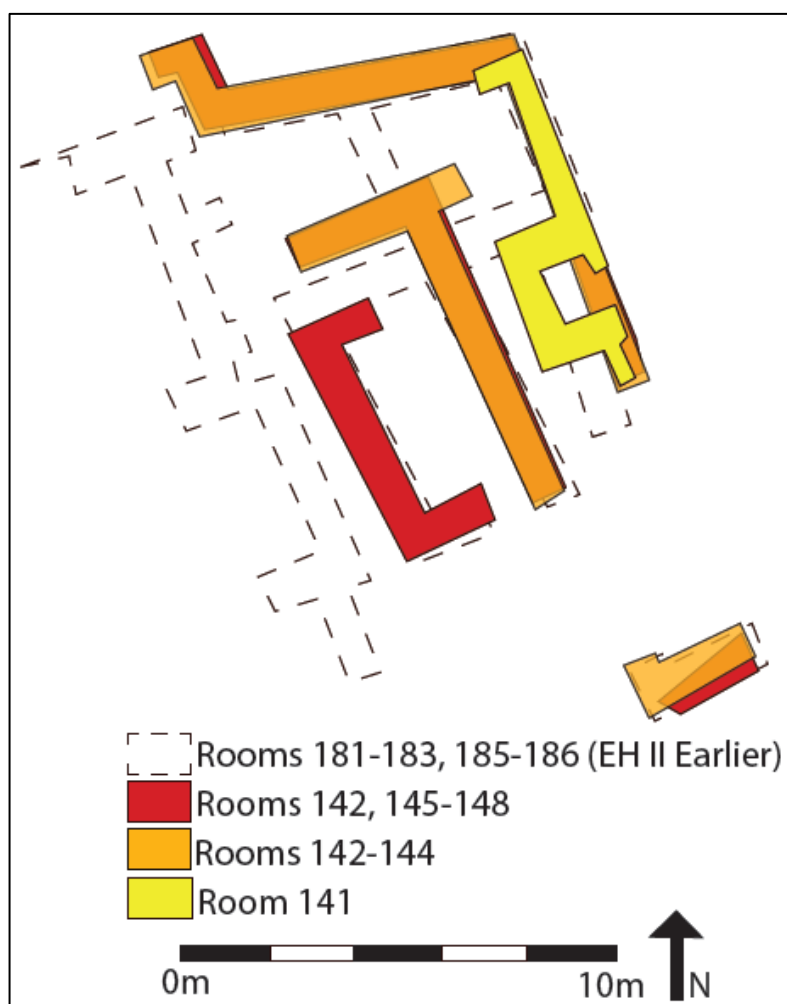 Rooms 181-183, 185-186 (EH II Earlier)
Rooms 142, 145-148
Rooms 142-144
Room 141
0m 10m N